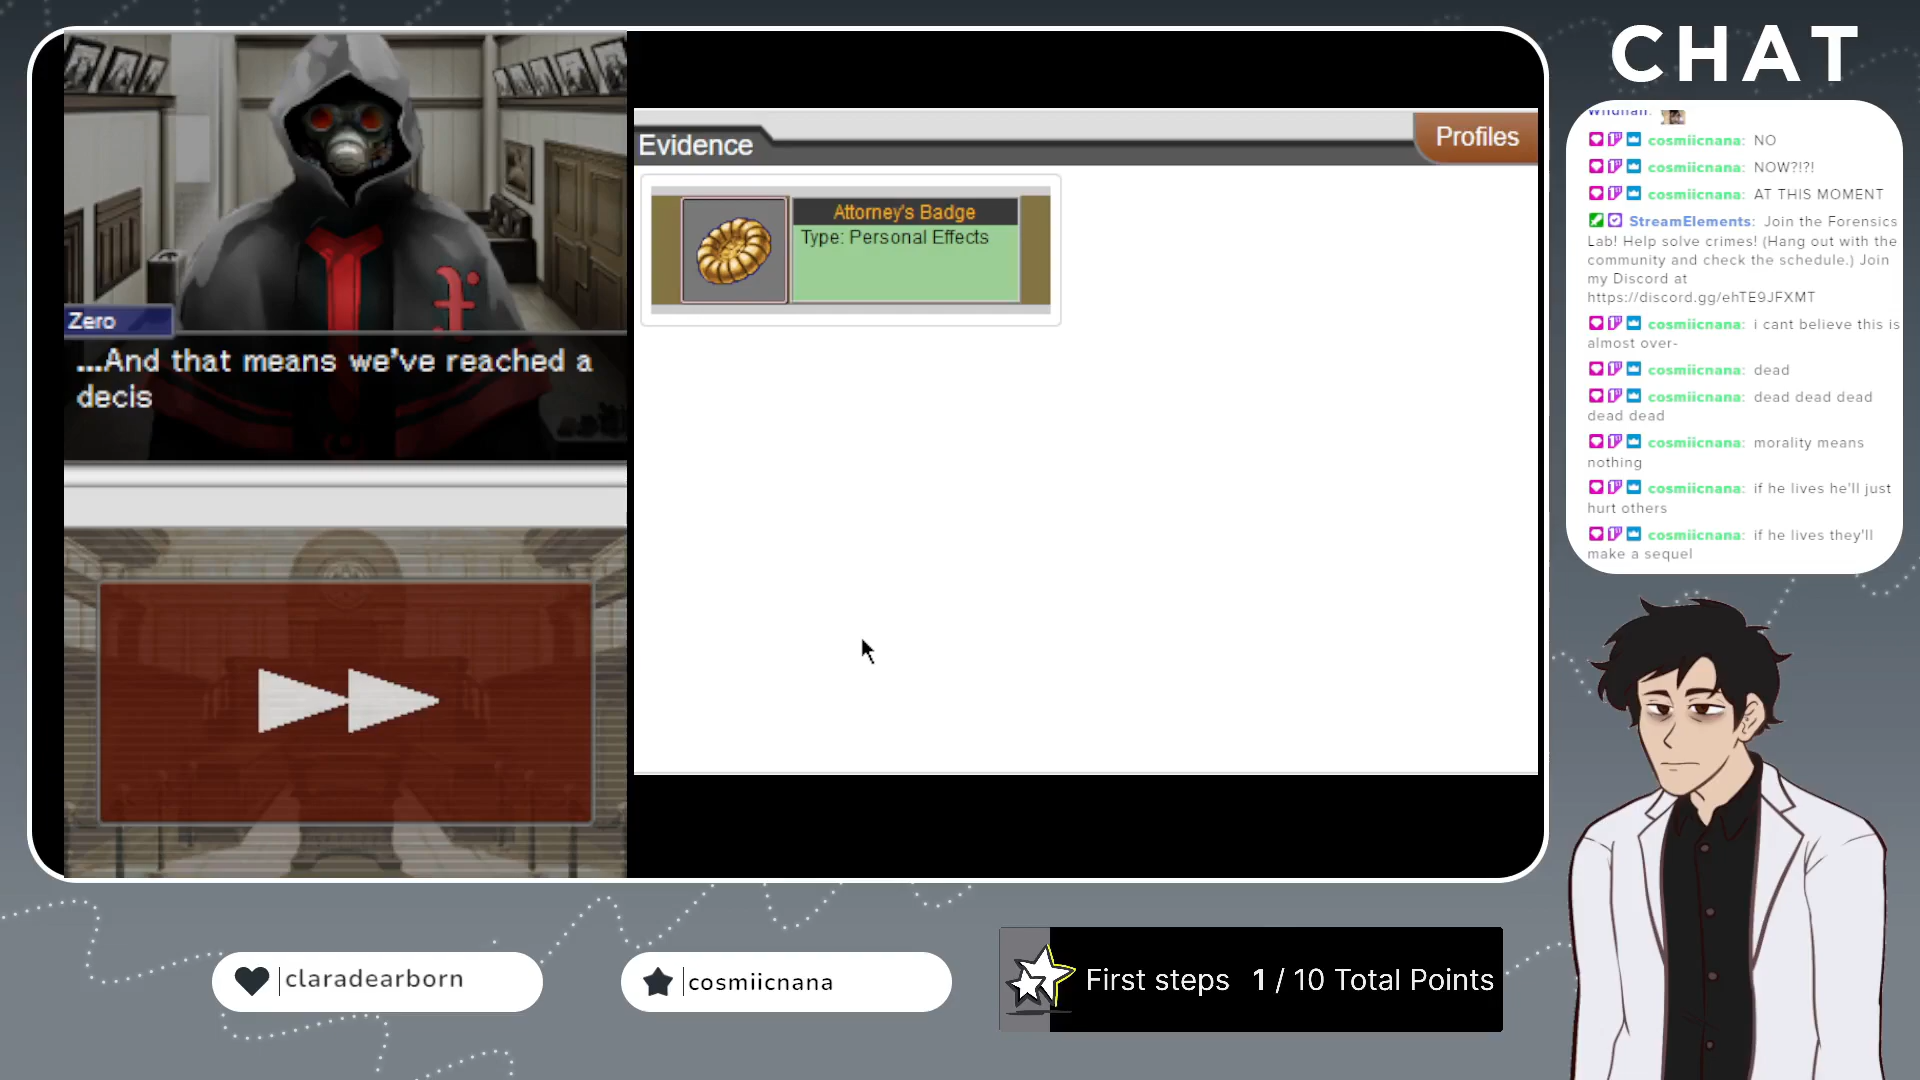 CHAT
Zero
...And that means we've reached a
decis
Evidence
Profiles
Attorney's Badge
Type: Personal Effects
cosmiicnana: NO
cosmiicnana: NOW?!?!
cosmiicnana: AT THIS MOMENT
StreamElements: Join the Forensics
Lab! Help solve crimes! (Hang out with the
community and check the schedule.) Join
my Discord at
https://discord.gg/ehTE9JFXMT
cosmiicnana: i cant believe this is
almost over-
cosmiicnana: dead
cosmiicnana: dead dead dead
dead dead
cosmiicnana: morality means
nothing
cosmiicnana: if he lives he'll just
hurt others
cosmiicnana: if he lives they'll
make a sequel
claradearborn
cosmiicnana
First steps 1 / 10 Total Points